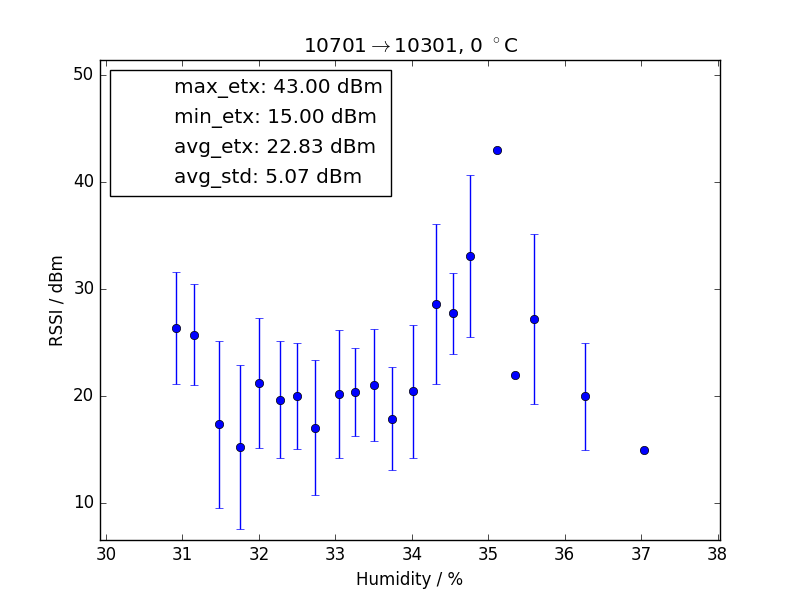 10701→10301, 0 °C
max_etx: 43.00 dBm
min_etx: 15.00 dBm
avg_etx: 22.83 dBm
avg_std: 5.07 dBm
RSSI / dBm
50
40
30
20
10
30 31 32 33 34 35 36 37 38
Humidity / %